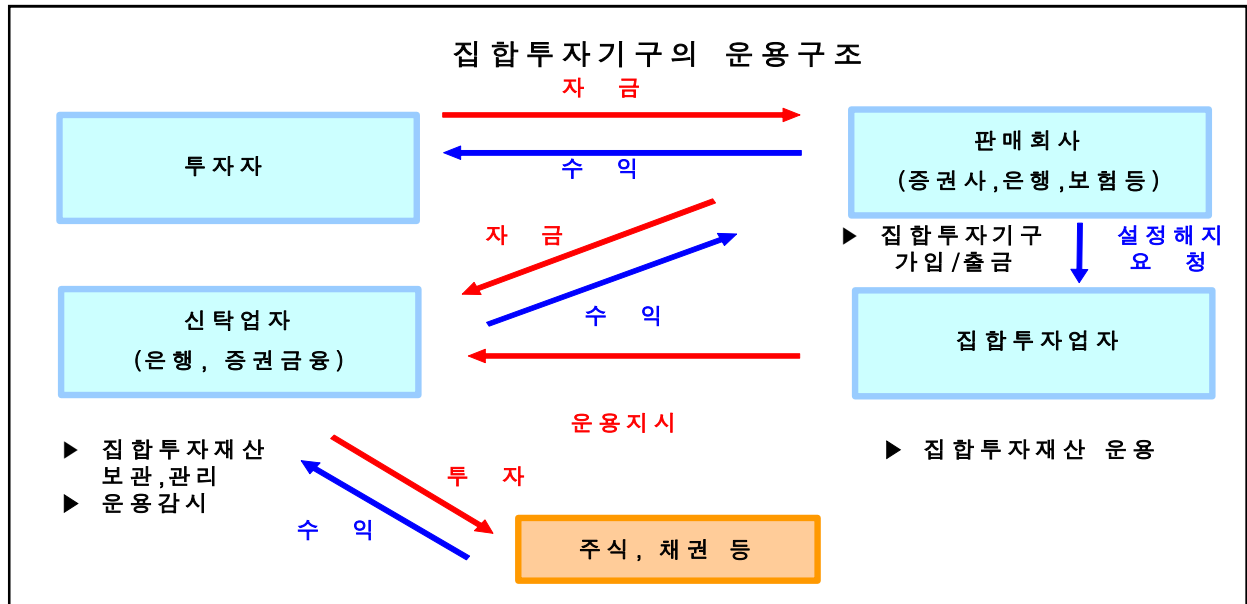 집합투자기구의 운용구조
자 금
투자자
수 익
판매회사
(증권사,은행,보험등)
▶ 집합투자기구
가입/출금
설정해지
요 청
자 금
수 익
신탁업자
(은행, 증권금융)
집합투자업자
운용지시
▶ 집합투자재산
보관,관리
▶ 운용감시
▶ 집합투자재산 운용
투 자
수 익
주식, 채권 등